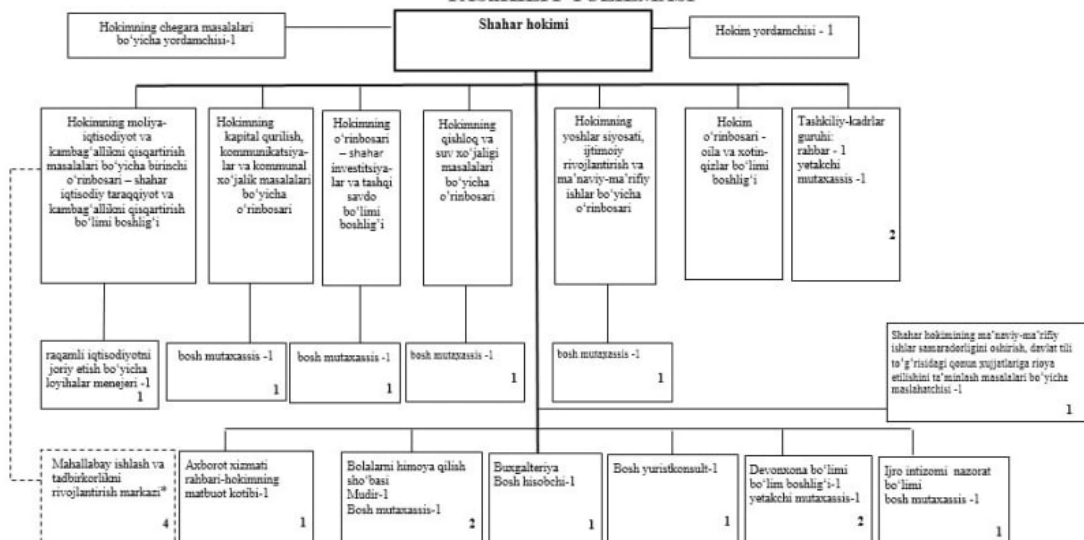 Shahar hokimi
Hokimning chegara masalalari
bo'yicha yordamchisi-1
Hokim yordamchisi - 1
Hokimning moliya-
iqtisodiyot va
kambag'allikni qisqartirish
masalalari bo'yicha birinchi
o'rinbosari – shahar
iqtisodiy taraqqiyot va
kambag'allikni qisqartirish
bo'limi boshlig'i
Hokimning
kapital qurilish,
kommunikatsiya-
lar va kommunal
xo'jalik masalalari
bo'yicha
o'rinbosari
Hokimning
o'rinbosari
– shahar
investitsiya-
lar va tashqi
savdo
bo'limi
boshlig'i
Hokimning
qishloq va
suv xo'jaligi
masalalari
bo'yicha
o'rinbosari
Hokimning
yoshlar siyosati,
ijtimoiy
rivojlantirish va
ma'naviy-ma'rifiy
ishlar bo'yicha
o'rinbosari
Hokim
o'rinbosari -
oila va xotin-
qizlar bo'limi
boshlig'i
Tashkiliy-kadrlar
guruhi:
rahbar - 1
yetakchi
mutaxassis -1
2
raqamli iqtisodiyotni
joriy etish bo'yicha
loyihalar menejeri -1
1
bosh mutaxassis -1
1
bosh mutaxassis -1
1
bosh mutaxassis -1
1
bosh mutaxassis -1
1
Shahar hokimining ma'naviy-ma'rifiy
ishlar samaradorligini oshirish, davlat tili
to'g'risidagi qonun xujjatlariga rioya
etilishini ta'minlash masalalari bo'yicha
maslahatchisi -1
1
Mahallabay ishlash va
tadbirkorlikni
rivojlantirish markazi*
4
Axborot xizmati
rahbari-hokimning
matbuot kotibi-1
1
Bolalarni himoya qilish
sho'basi
Mudir-1
Bosh mutaxassis-1
2
Buxgalteriya
Bosh hisobchi-1
1
Bosh yuristkonsult-1
1
Devonxona bo'limi
bo'lim boshlig'i-1
yetakchi mutaxassis-1
2
Ijro intizomi nazorat
bo'limi
bosh mutaxassis -1
1